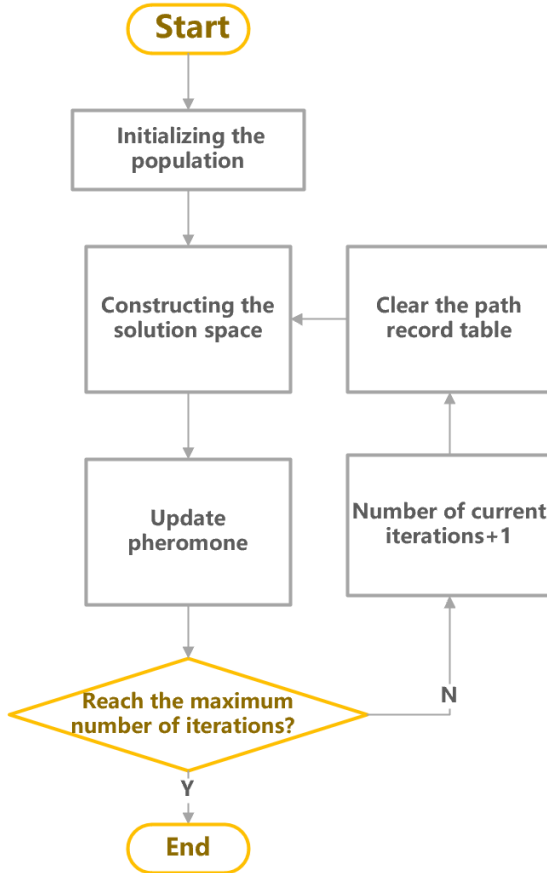 Start
Initializing the
population
Constructing the
solution space
Clear the path
record table
Update
pheromone
Number of current
iterations+1
Reach the maximum
number of iterations?
N
Y
End